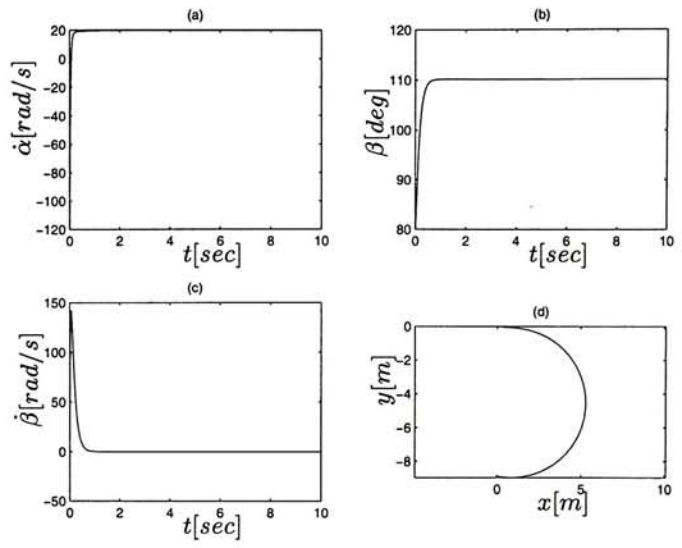 (a)
20
0
−20
−40
−60
−80
−100
−120
α̇[rad/s]
0 2 4 6 8 10
t[sec]
(b)
120
110
100
90
80
β[deg]
0 2 4 6 8 10
t[sec]
(c)
150
100
50
0
−50
β̇[rad/s]
0 2 4 6 8 10
t[sec]
(d)
0
−2
−4
−6
−8
y[m]
0 5 10
x[m]